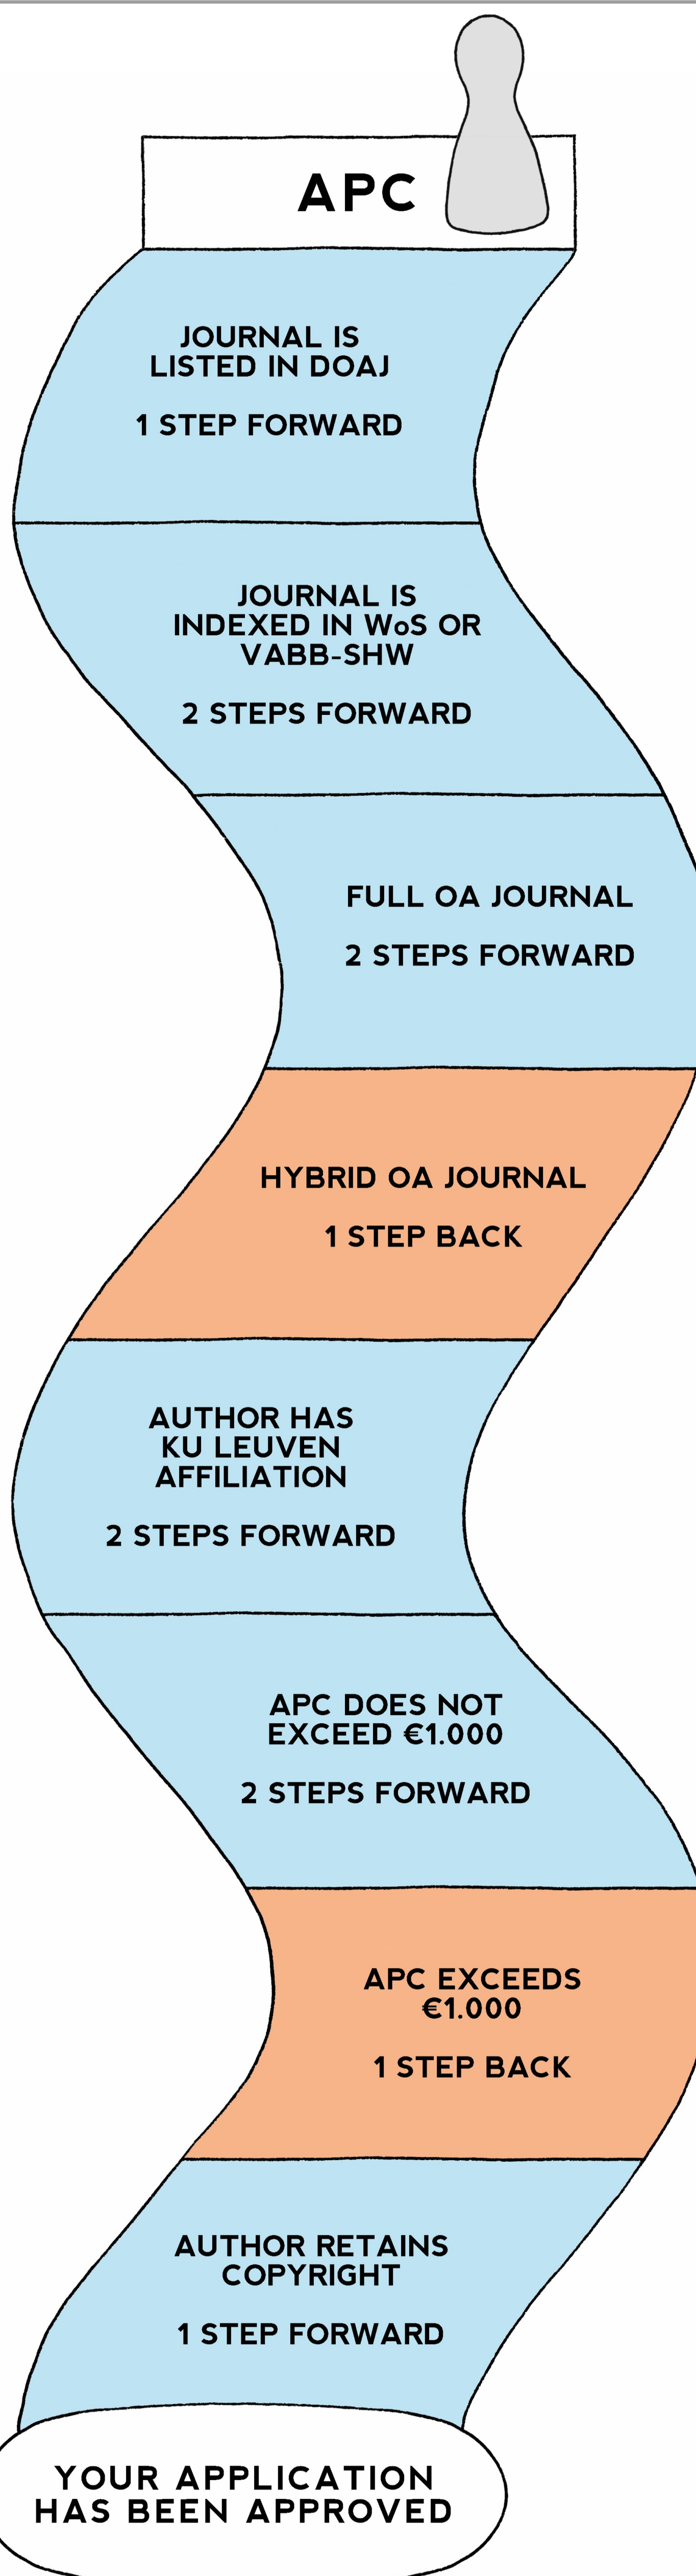 APC
JOURNAL IS
LISTED IN DOAJ
1 STEP FORWARD
JOURNAL IS
INDEXED IN WoS OR
VABB-SHW
2 STEPS FORWARD
FULL OA JOURNAL
2 STEPS FORWARD
HYBRID OA JOURNAL
1 STEP BACK
AUTHOR HAS
KU LEUVEN
AFFILIATION
2 STEPS FORWARD
APC DOES NOT
EXCEED €1.000
2 STEPS FORWARD
APC EXCEEDS
€1.000
1 STEP BACK
AUTHOR RETAINS
COPYRIGHT
1 STEP FORWARD
YOUR APPLICATION
HAS BEEN APPROVED